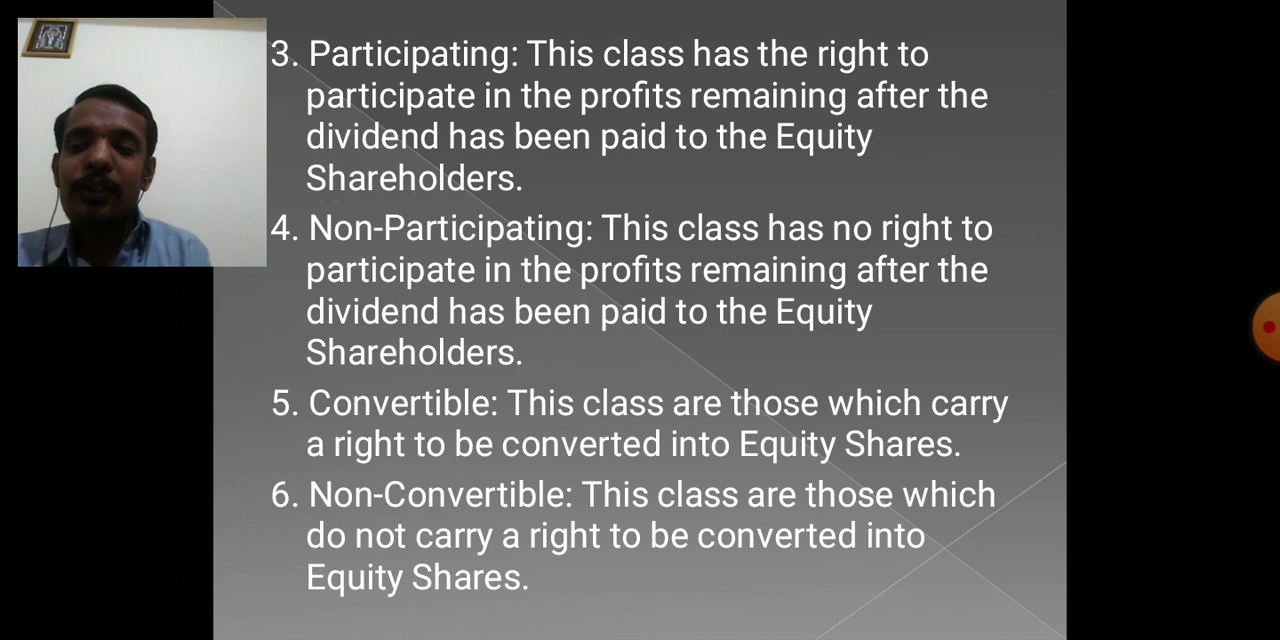 3. Participating: This class has the right to
participate in the profits remaining after the
dividend has been paid to the Equity
Shareholders.
4. Non-Participating: This class has no right to
participate in the profits remaining after the
dividend has been paid to the Equity
Shareholders.
5. Convertible: This class are those which carry
a right to be converted into Equity Shares.
6. Non-Convertible: This class are those which
do not carry a right to be converted into
Equity Shares.